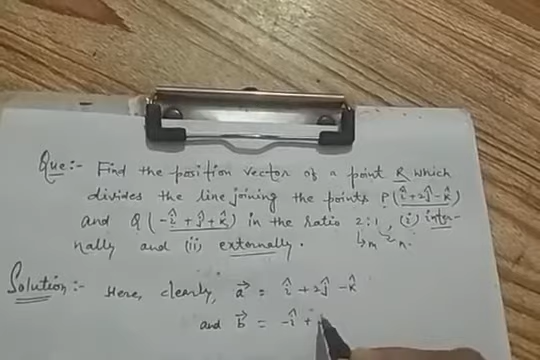 Que:- Find the position vector of a point R which
divides the line joining the points P(î+2ĵ-k̂)
and Q(-î+ĵ+k̂) in the ratio 2:1, (i) inter-
nally and (ii) externally.
↳m ↳n.
Solution:- Here, clearly, a⃗ = î+2ĵ-k̂
and b⃗ = -î+